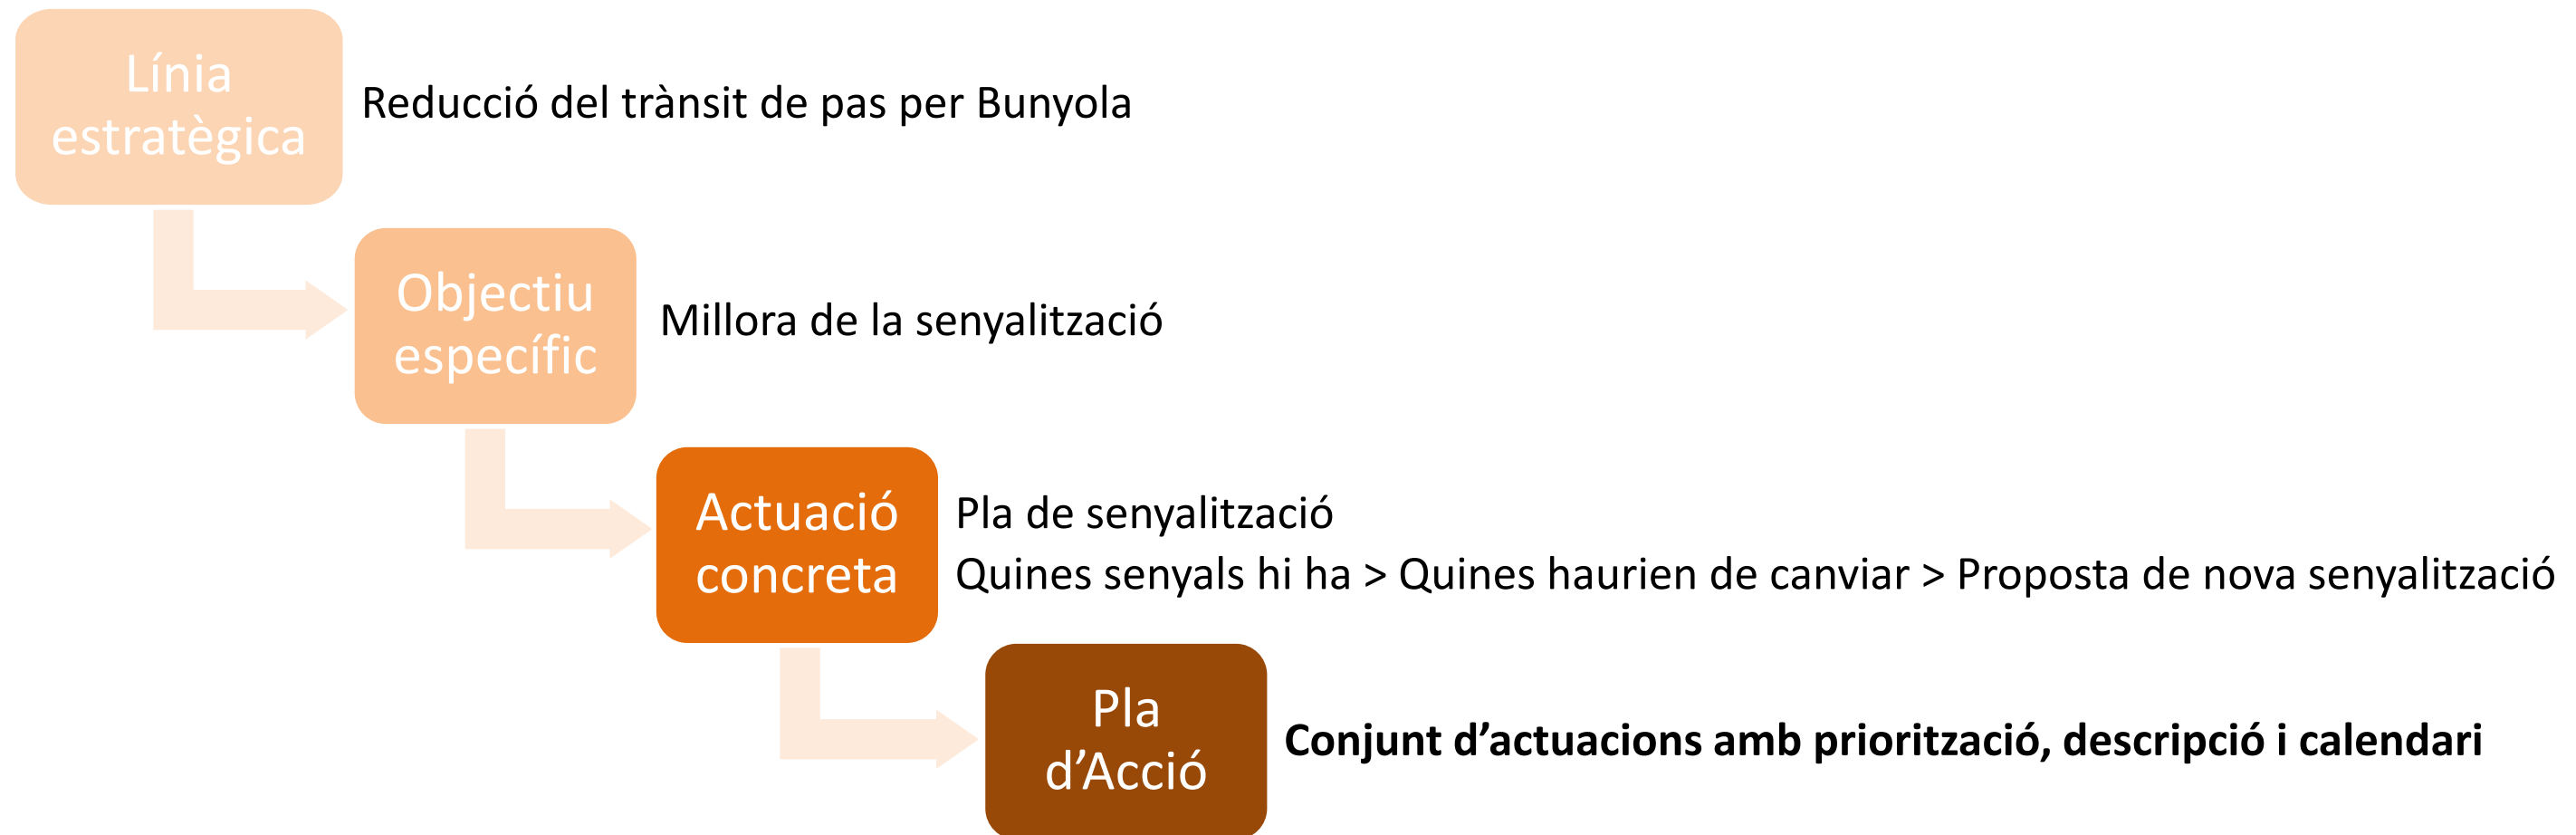 Línia
estratègica
Reducció del trànsit de pas per Bunyola
Objectiu
específic
Millora de la senyalització
Actuació
concreta
Pla de senyalització
Quines senyals hi ha > Quines haurien de canviar > Proposta de nova senyalització
Pla
d’Acció
Conjunt d’actuacions amb priorització, descripció i calendari